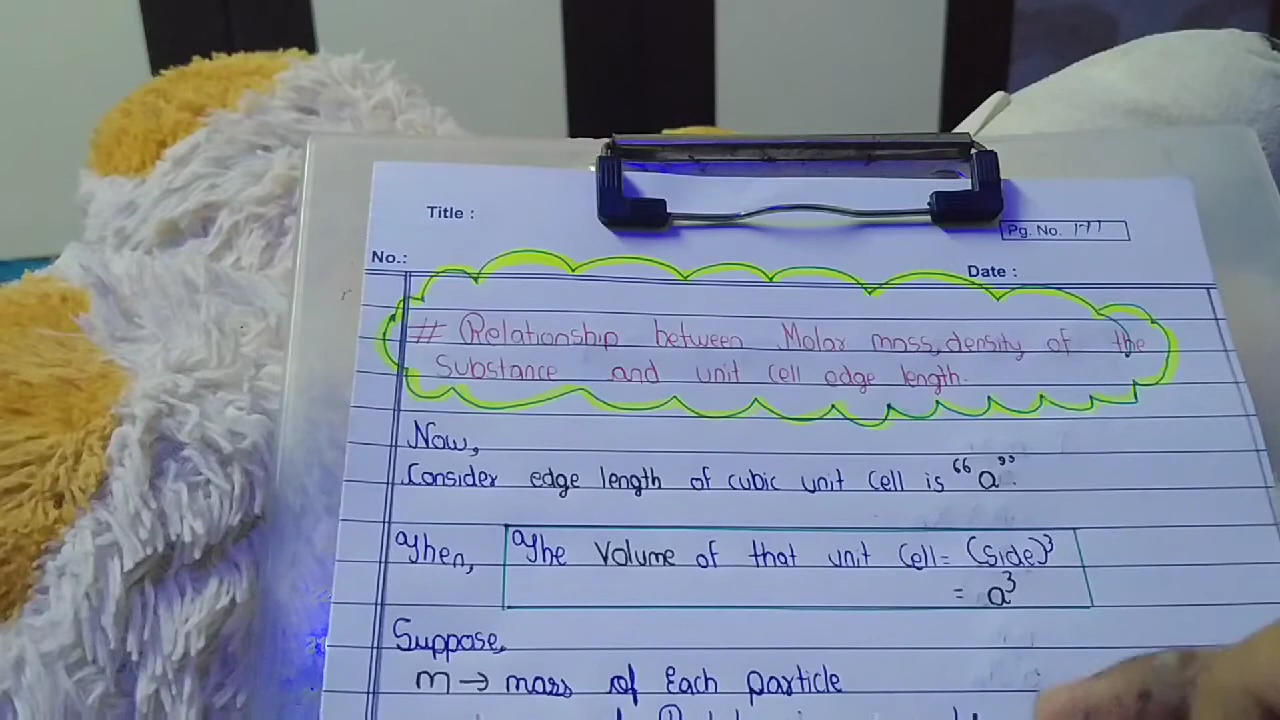 Title :
Pg. No. 177
No.:
Date :
# Relationship between Molar mass, density of the
Substance and unit cell edge length.
Now,
Consider edge length of cubic unit cell is "a".
Then, The Volume of that unit Cell = (side)³
= a³
Suppose,
m → mass of Each particle